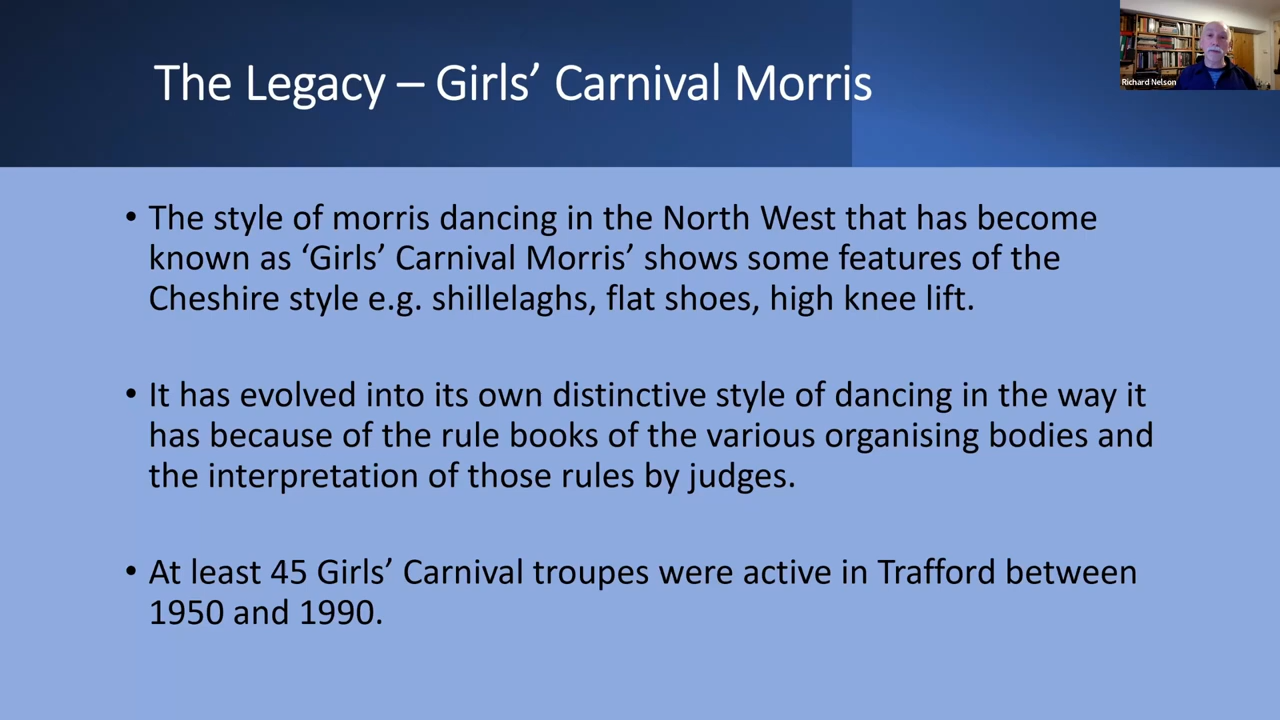 The Legacy – Girls’ Carnival Morris
Richard Nelson
• The style of morris dancing in the North West that has become
known as ‘Girls’ Carnival Morris’ shows some features of the
Cheshire style e.g. shillelaghs, flat shoes, high knee lift.
• It has evolved into its own distinctive style of dancing in the way it
has because of the rule books of the various organising bodies and
the interpretation of those rules by judges.
• At least 45 Girls’ Carnival troupes were active in Trafford between
1950 and 1990.